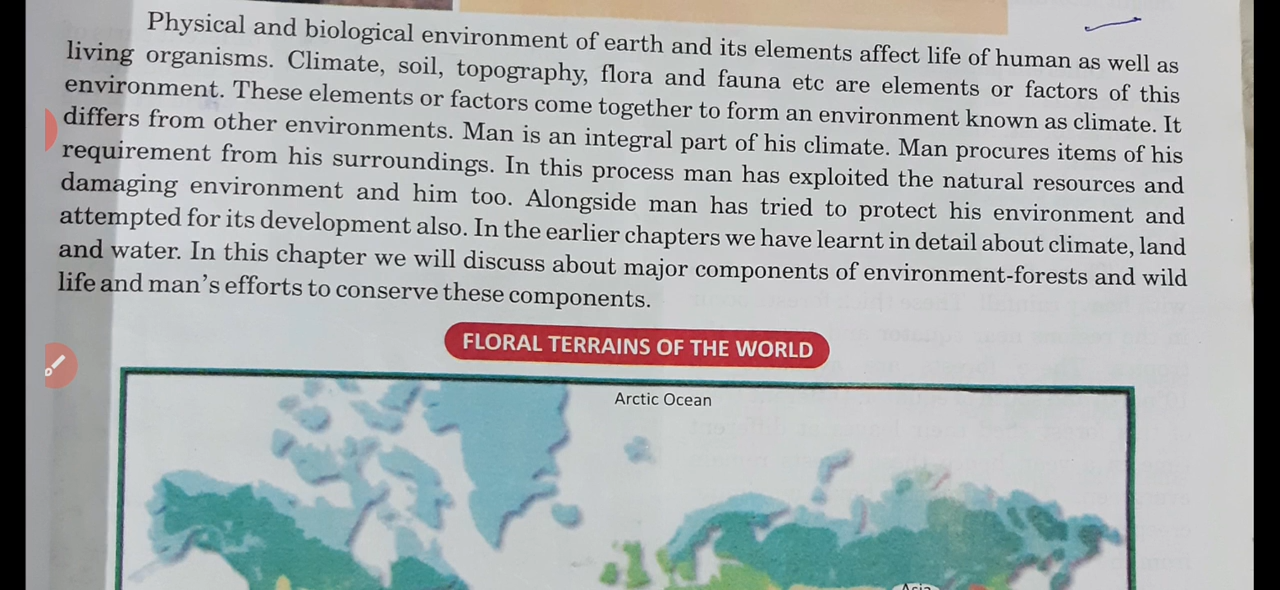 Physical and biological environment of earth and its elements affect life of human as well as
living organisms. Climate, soil, topography, flora and fauna etc are elements or factors of this
environment. These elements or factors come together to form an environment known as climate. It
differs from other environments. Man is an integral part of his climate. Man procures items of his
requirement from his surroundings. In this process man has exploited the natural resources and
damaging environment and him too. Alongside man has tried to protect his environment and
attempted for its development also. In the earlier chapters we have learnt in detail about climate, land
and water. In this chapter we will discuss about major components of environment-forests and wild
life and man's efforts to conserve these components.
FLORAL TERRAINS OF THE WORLD
Arctic Ocean
Asia